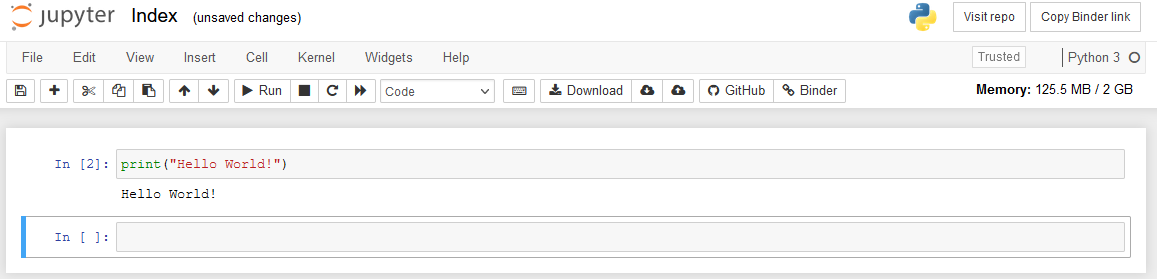 jupyter Index (unsaved changes) Visit repo Copy Binder link
File Edit View Insert Cell Kernel Widgets Help Trusted Python 3
Run Code Download GitHub Binder Memory: 125.5 MB / 2 GB
In [2]: print("Hello World!")
Hello World!
In [ ]: